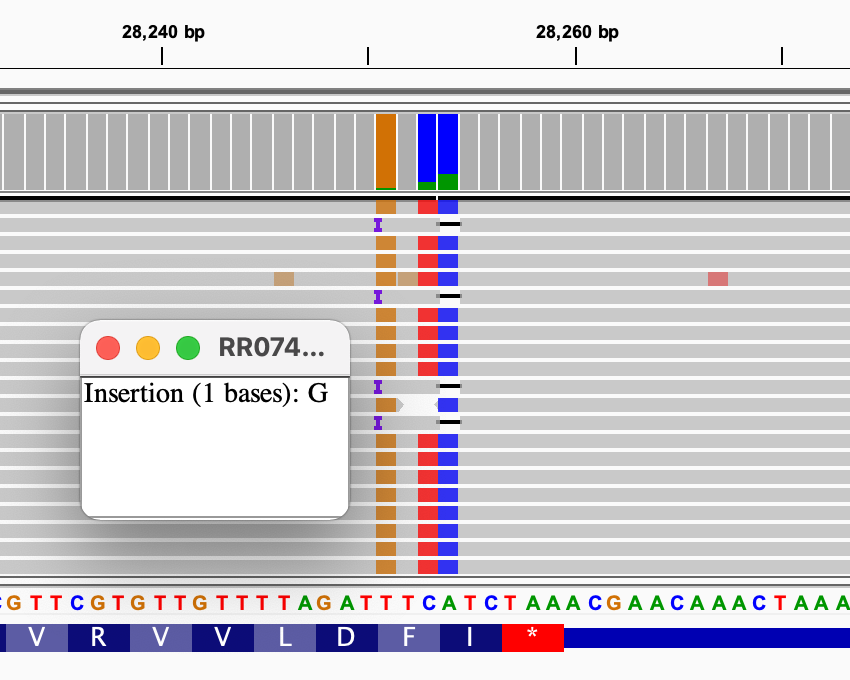 28,240 bp
28,260 bp
RR074...
Insertion (1 bases): G
G T T C G T G T T G T T T T A G A T T T C A T C T A A A C G A A C A A A C T A A A
V R V V L D F I *